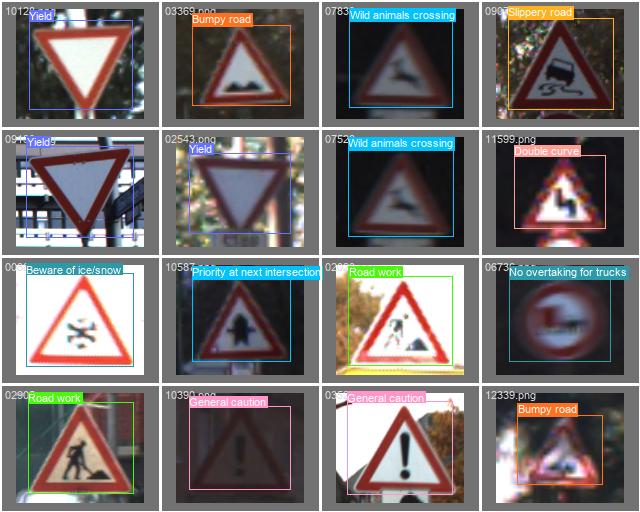 Yield
03369.png
Bumpy road
Wild animals crossing
Slippery road
Yield
02543.png
Yield
Wild animals crossing
11599.png
Double curve
Beware of ice/snow
Priority at next intersection
Road work
No overtaking for trucks
Road work
10390.png
General caution
General caution
12339.png
Bumpy road